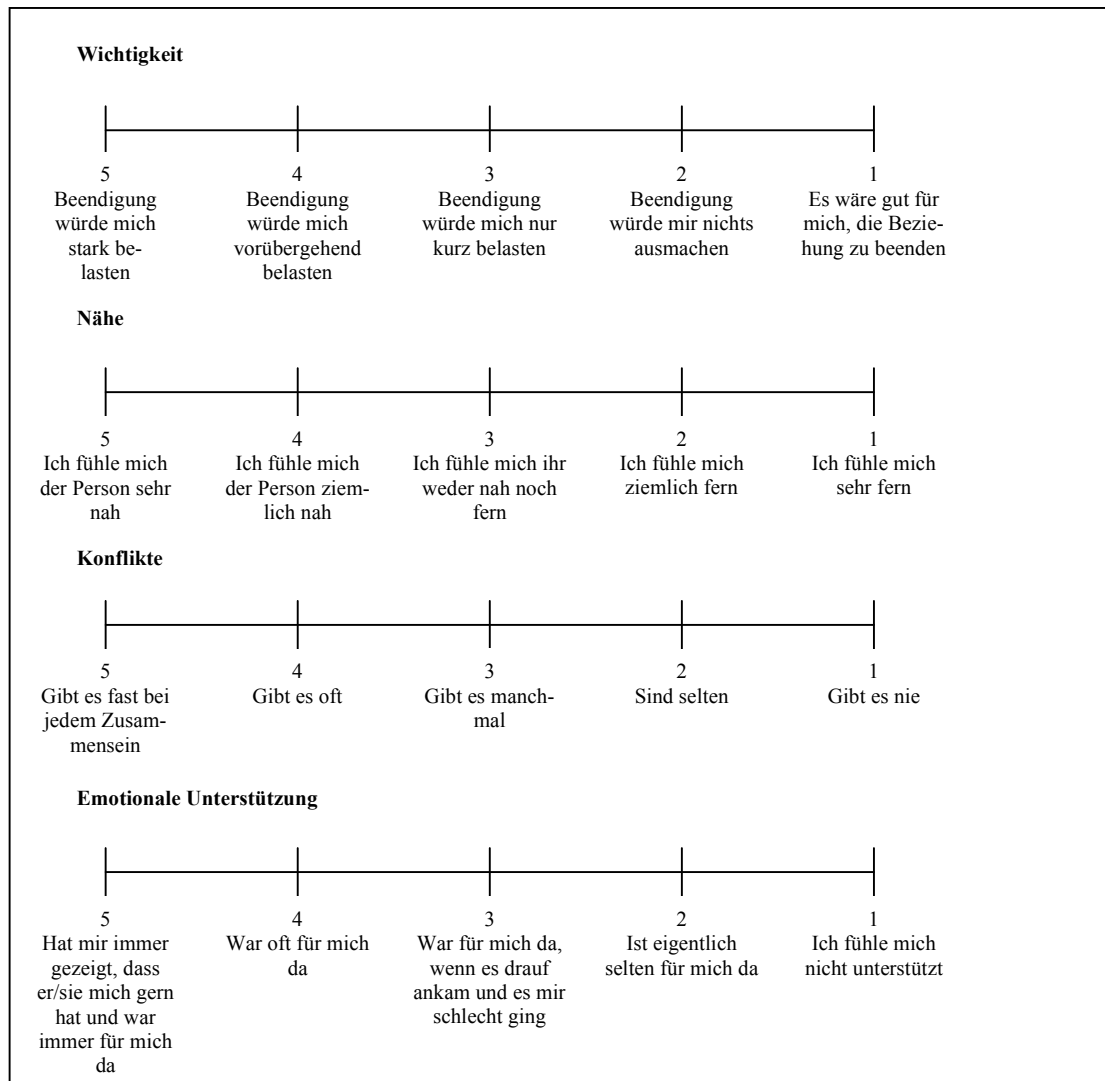 Wichtigkeit
5 4 3 2 1
Beendigung Beendigung Beendigung Beendigung Es wäre gut für
würde mich würde mich würde mich nur würde mir nichts mich, die Bezie-
stark be- vorübergehend kurz belasten ausmachen hung zu beenden
lasten belasten
Nähe
5 4 3 2 1
Ich fühle mich Ich fühle mich Ich fühle mich ihr Ich fühle mich Ich fühle mich
der Person sehr der Person ziem- weder nah noch ziemlich fern sehr fern
nah lich nah fern
Konflikte
5 4 3 2 1
Gibt es fast bei Gibt es oft Gibt es manch- Sind selten Gibt es nie
jedem Zusam- mal
mensein
Emotionale Unterstützung
5 4 3 2 1
Hat mir immer War oft für mich War für mich da, Ist eigentlich Ich fühle mich
gezeigt, dass da wenn es drauf selten für mich da nicht unterstützt
er/sie mich gern ankam und es mir
hat und war schlecht ging
immer für mich
da